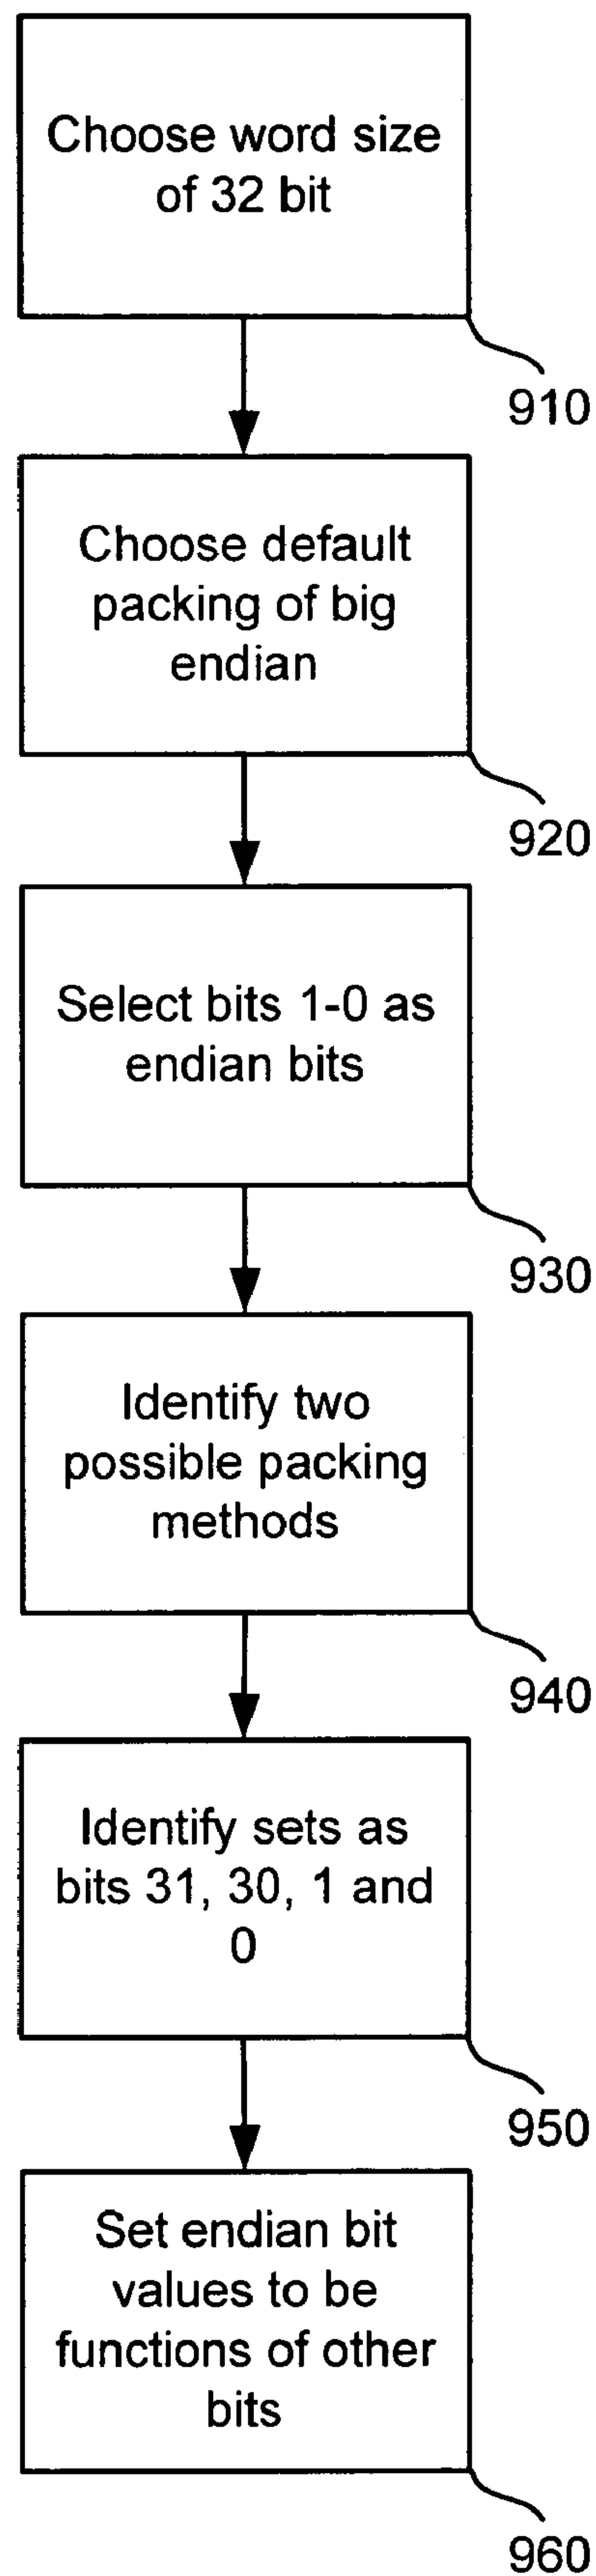 Choose word size
of 32 bit
910
Choose default
packing of big
endian
920
Select bits 1-0 as
endian bits
930
Identify two
possible packing
methods
940
Identify sets as
bits 31, 30, 1 and
0
950
Set endian bit
values to be
functions of other
bits
960